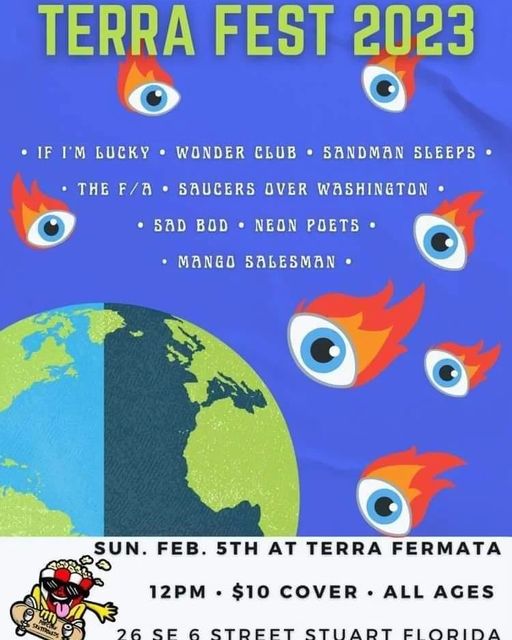 TERRA FEST 2023
• IF I'M LUCKY • WONDER CLUB • SANDMAN SLEEPS •
• THE F/A • SAUCERS OVER WASHINGTON •
• SAD BOD • NEON POETS •
• MANGO SALESMAN •
SUN. FEB. 5TH AT TERRA FERMATA
12PM • $10 COVER • ALL AGES
26 SE 6 STREET STUART FLORIDA